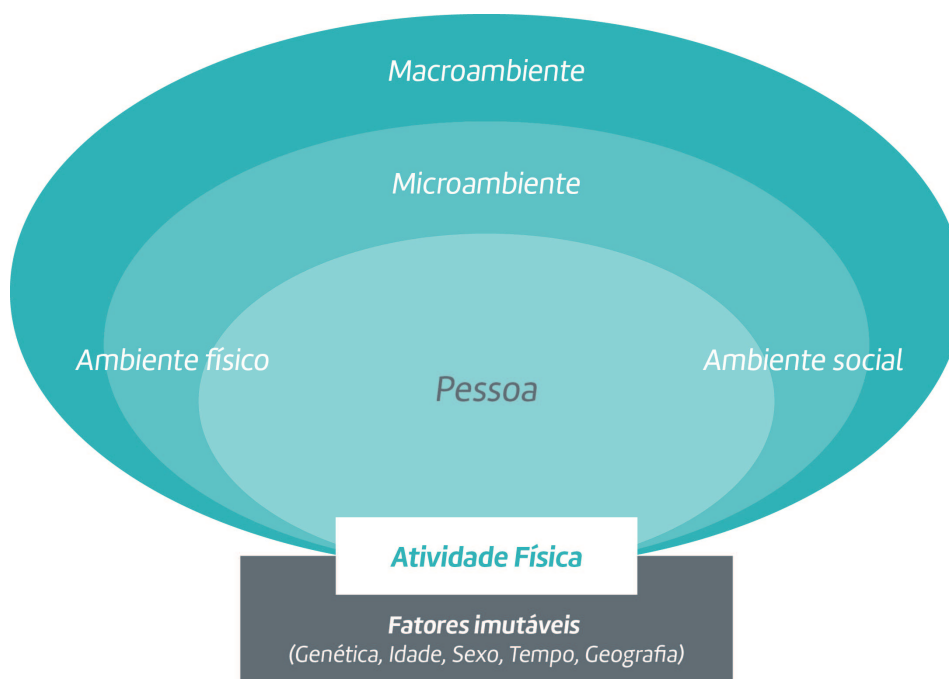 Macroambiente
Microambiente
Ambiente físico
Ambiente social
Pessoa
Atividade Física
Fatores imutáveis
(Genética, Idade, Sexo, Tempo, Geografia)